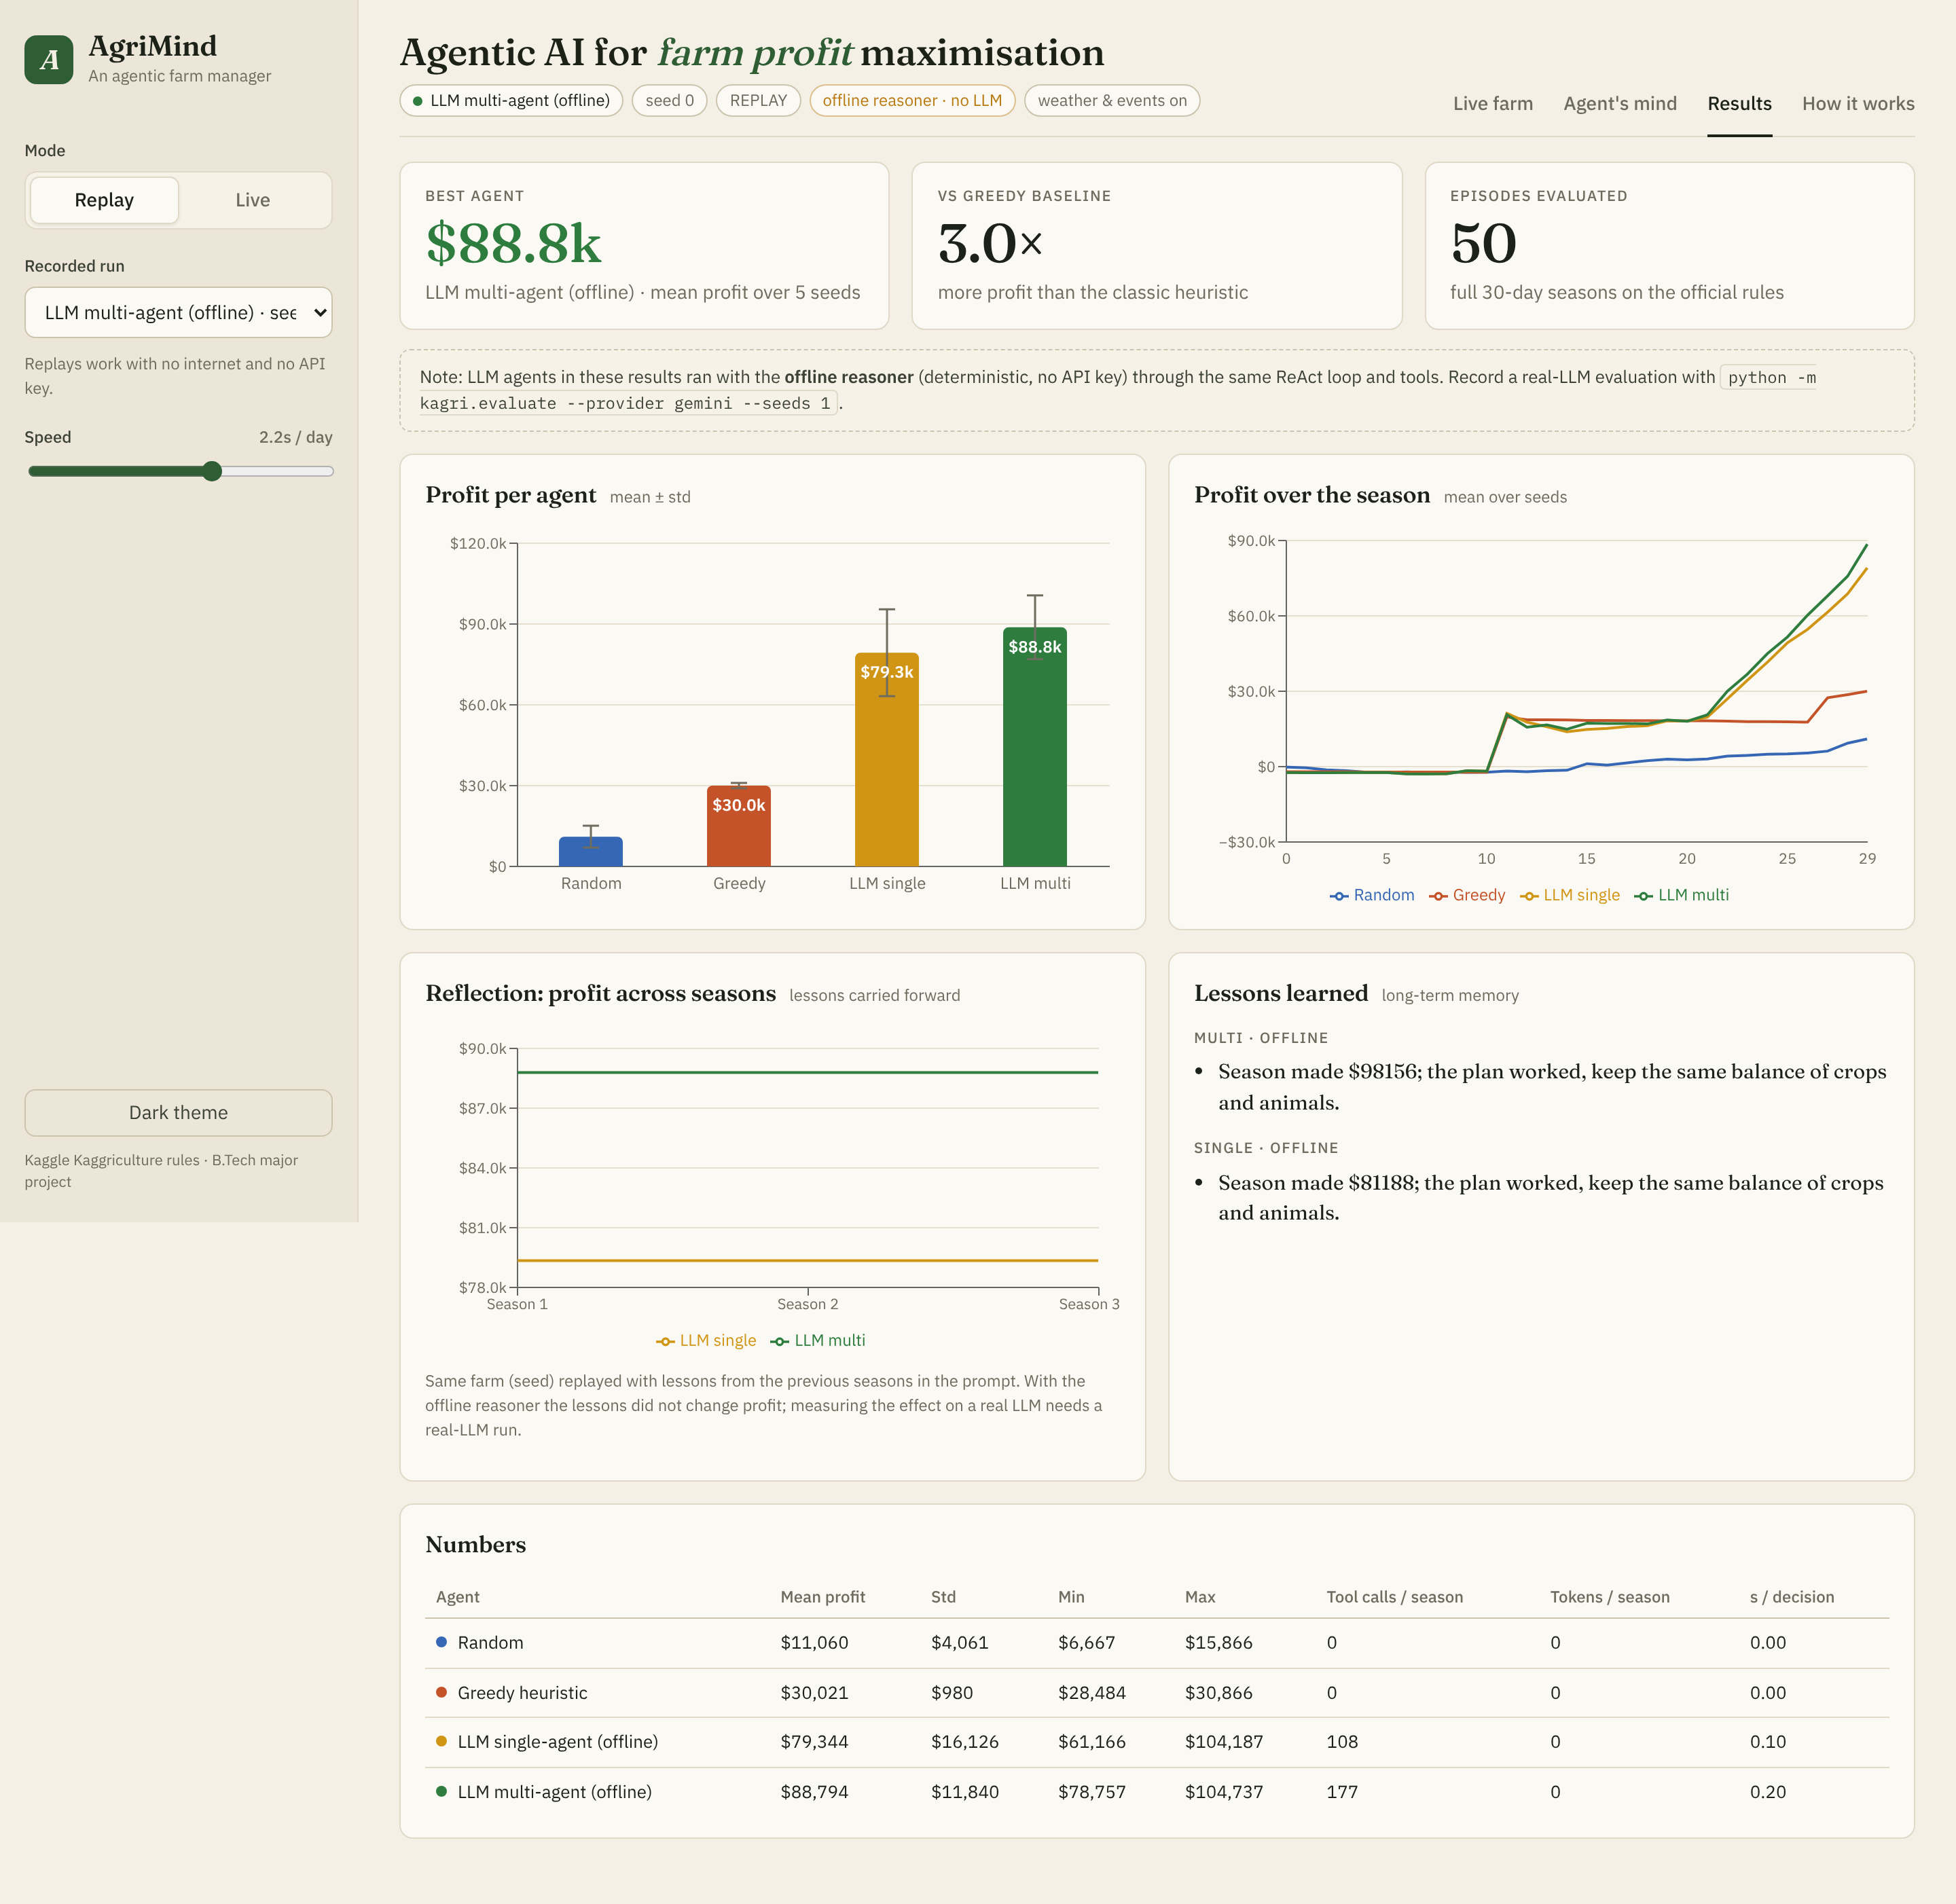 A
AgriMind
An agentic farm manager
Mode
Replay
Live
Recorded run
LLM multi-agent (offline) · see
Replays work with no internet and no API
key.
Speed
2.2s / day
Dark theme
Kaggle Kaggriculture rules · B.Tech major
project
Agentic AI for farm profit maximisation
LLM multi-agent (offline)
seed 0
REPLAY
offline reasoner · no LLM
weather & events on
Live farm
Agent's mind
Results
How it works
BEST AGENT
$88.8k
LLM multi-agent (offline) · mean profit over 5 seeds
VS GREEDY BASELINE
3.0×
more profit than the classic heuristic
EPISODES EVALUATED
50
full 30-day seasons on the official rules
Note: LLM agents in these results ran with the offline reasoner (deterministic, no API key) through the same ReAct loop and tools. Record a real-LLM evaluation with python -m
kagri.evaluate --provider gemini --seeds 1.
Profit per agent mean ± std
$120.0k
$90.0k
$60.0k
$30.0k
$0
$30.0k
$79.3k
$88.8k
Random
Greedy
LLM single
LLM multi
Profit over the season mean over seeds
$90.0k
$60.0k
$30.0k
$0
−$30.0k
0
5
10
15
20
25
29
Random
Greedy
LLM single
LLM multi
Reflection: profit across seasons lessons carried forward
$90.0k
$87.0k
$84.0k
$81.0k
$78.0k
Season 1
Season 2
Season 3
LLM single
LLM multi
Same farm (seed) replayed with lessons from the previous seasons in the prompt. With the
offline reasoner the lessons did not change profit; measuring the effect on a real LLM needs a
real-LLM run.
Lessons learned long-term memory
MULTI · OFFLINE
• Season made $98156; the plan worked, keep the same balance of crops
and animals.
SINGLE · OFFLINE
• Season made $81188; the plan worked, keep the same balance of crops
and animals.
Numbers
Agent Mean profit Std Min Max Tool calls / season Tokens / season s / decision
Random $11,060 $4,061 $6,667 $15,866 0 0 0.00
Greedy heuristic $30,021 $980 $28,484 $30,866 0 0 0.00
LLM single-agent (offline) $79,344 $16,126 $61,166 $104,187 108 0 0.10
LLM multi-agent (offline) $88,794 $11,840 $78,757 $104,737 177 0 0.20